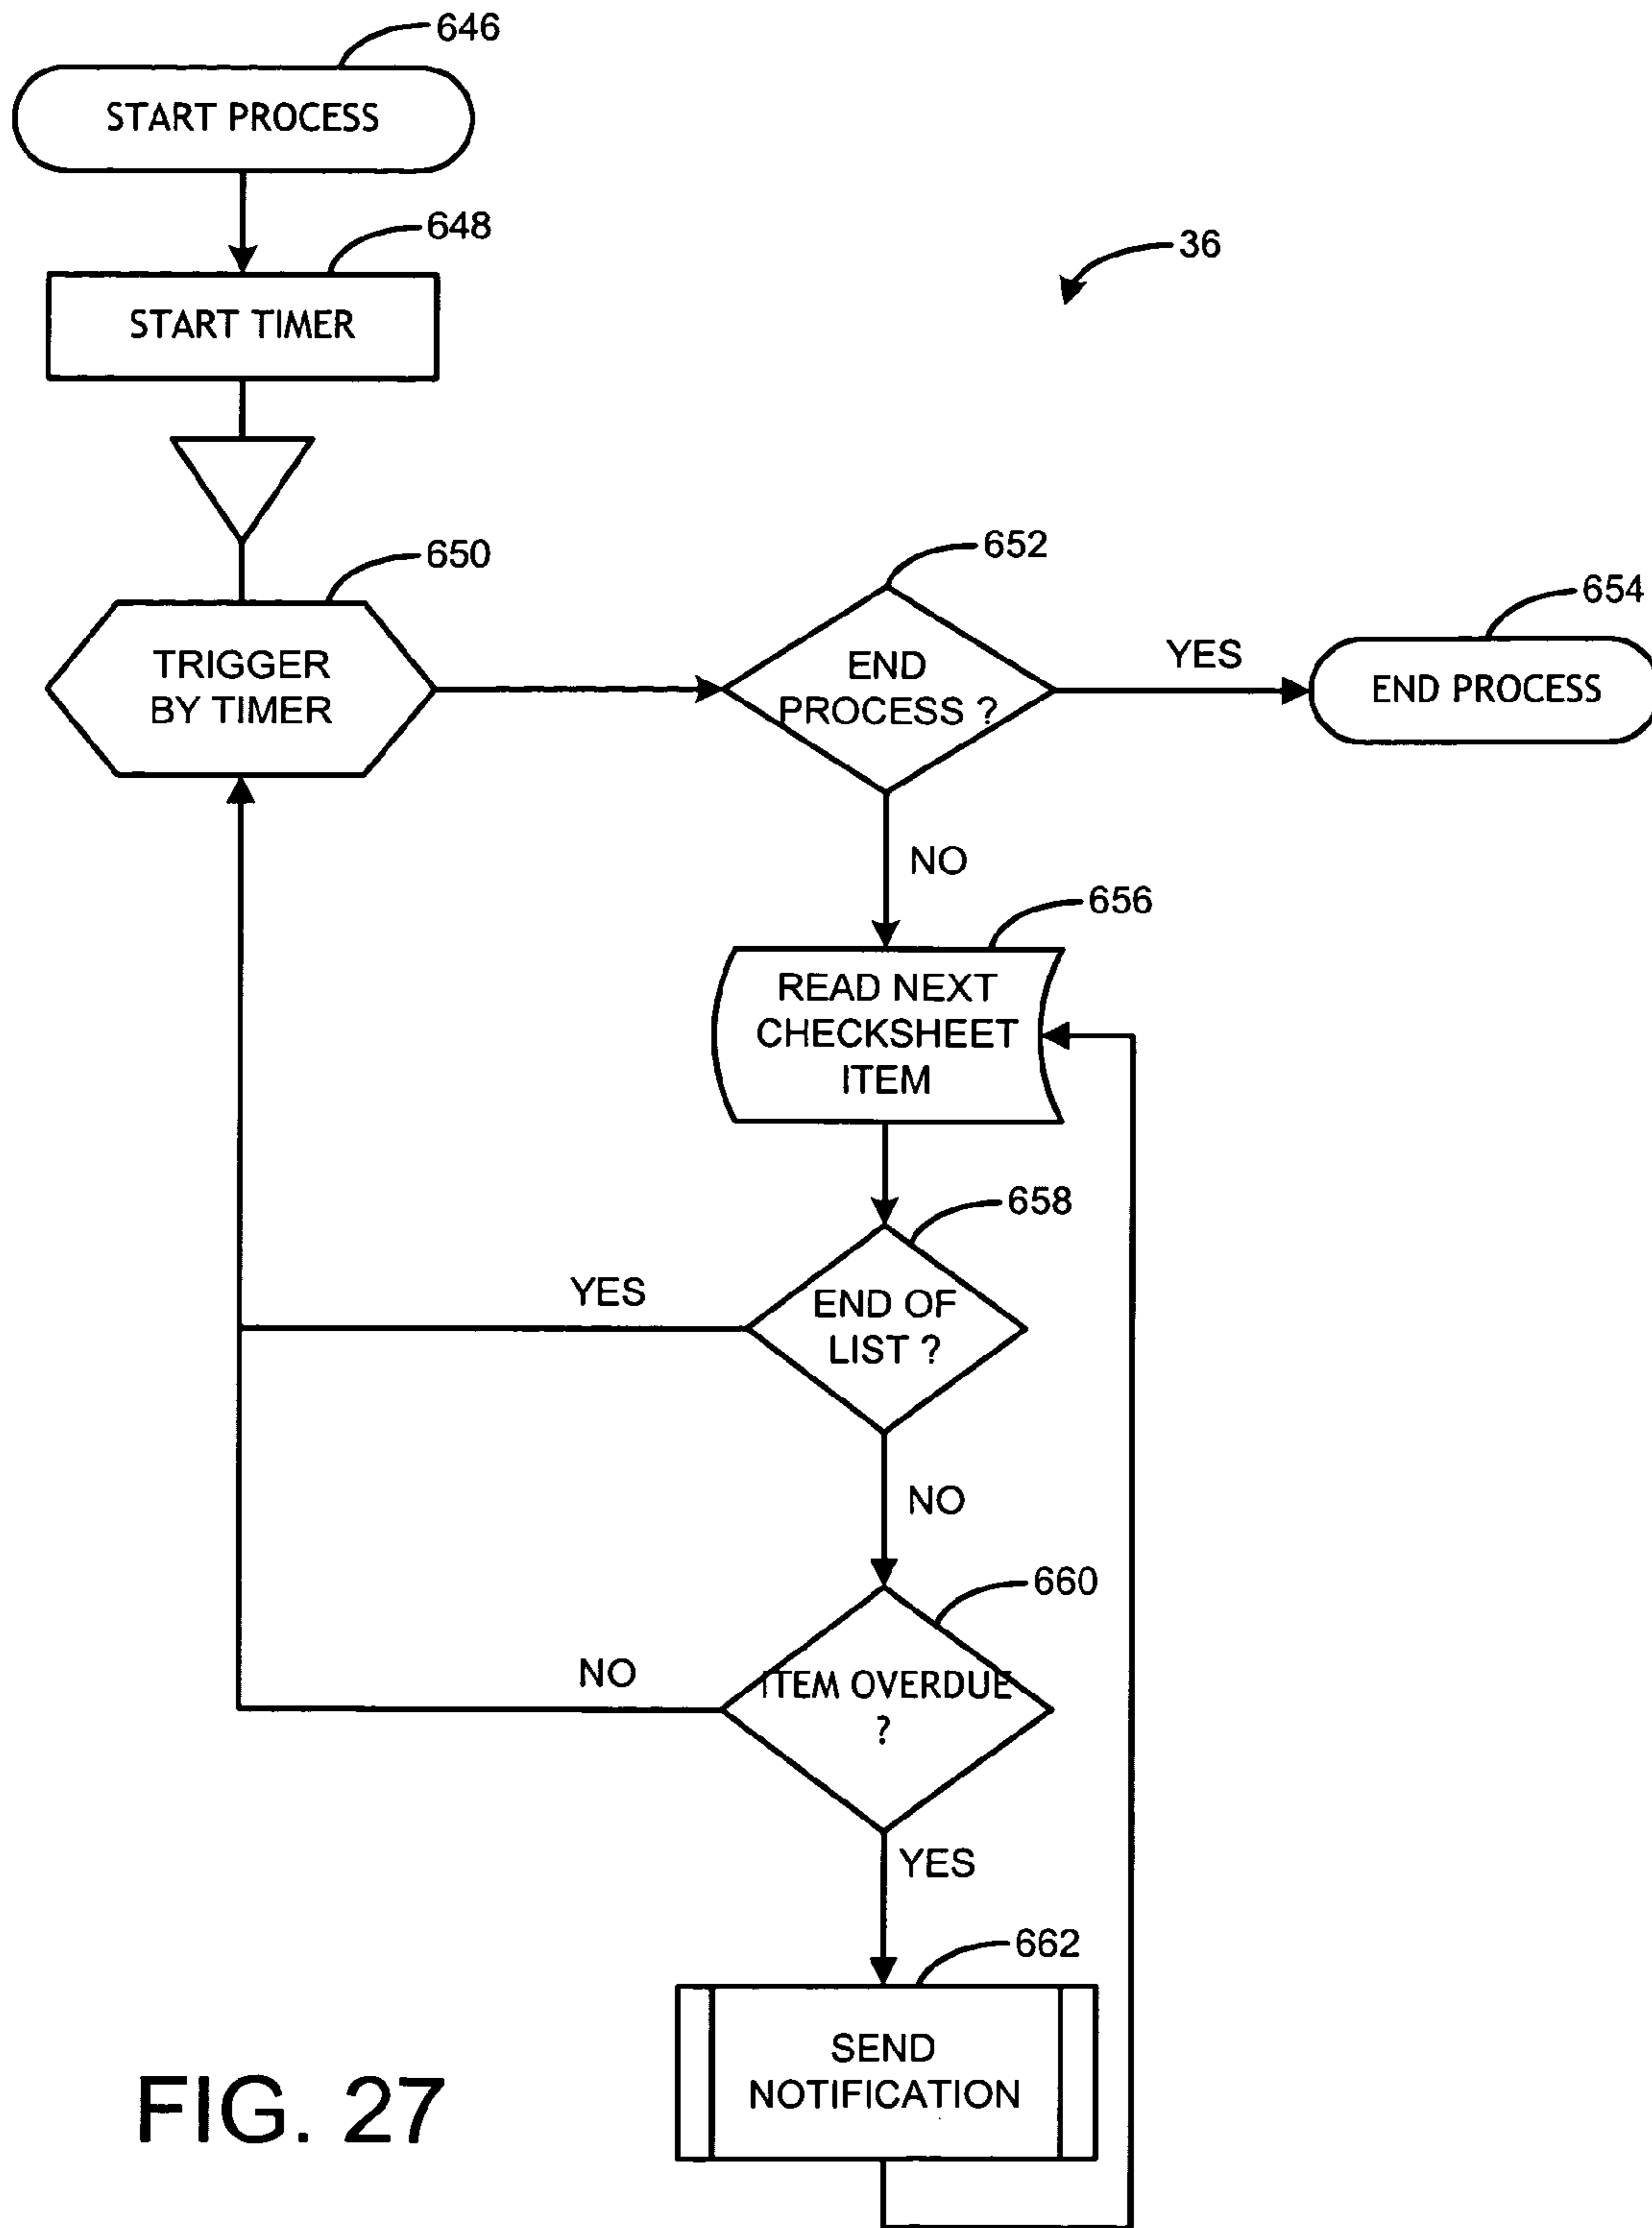 646
START PROCESS
648
START TIMER
36
650
TRIGGER
BY TIMER
652
END
PROCESS ?
YES
654
END PROCESS
NO
656
READ NEXT
CHECKSHEET
ITEM
658
YES
END OF
LIST ?
NO
660
NO
ITEM OVERDUE
?
YES
662
SEND
NOTIFICATION
FIG. 27